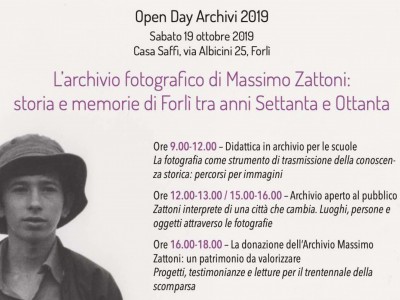 Open Day Archivi 2019
Sabato 19 ottobre 2019
Casa Saffi, via Albicini 25, Forlì
L'archivio fotografico di Massimo Zattoni:
storia e memorie di Forlì tra anni Settanta e Ottanta
Ore 9.00-12.00 – Didattica in archivio per le scuole
La fotografia come strumento di trasmissione della conoscen-
za storica: percorsi per immagini
Ore 12.00-13.00 / 15.00-16.00 – Archivio aperto al pubblico
Zattoni interprete di una città che cambia. Luoghi, persone e
oggetti attraverso le fotografie
Ore 16.00-18.00 – La donazione dell'Archivio Massimo
Zattoni: un patrimonio da valorizzare
Progetti, testimonianze e letture per il trentennale della
scomparsa